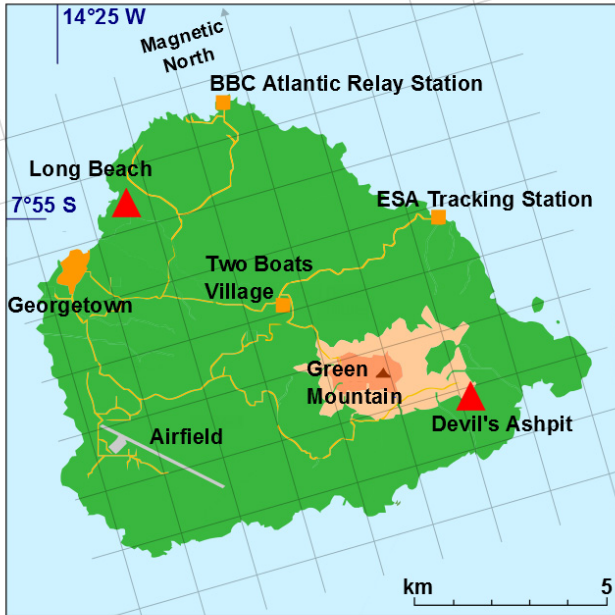 14°25 W
Magnetic
North
BBC Atlantic Relay Station
Long Beach
ESA Tracking Station
7°55 S
Two Boats
Village
Georgetown
Green
Mountain
Devil's Ashpit
Airfield
km 5